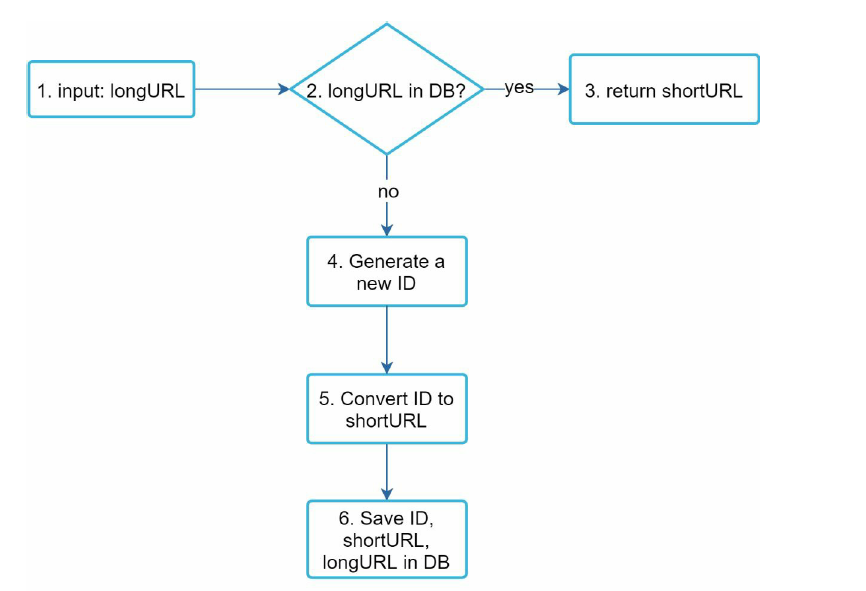 1. input: longURL
2. longURL in DB?
yes
3. return shortURL
no
4. Generate a
new ID
5. Convert ID to
shortURL
6. Save ID,
shortURL,
longURL in DB